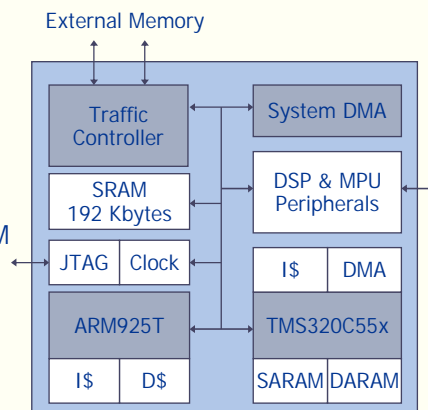 External Memory
Traffic
Controller
System DMA
SRAM
192 Kbytes
DSP & MPU
Peripherals
M
JTAG
Clock
I$
DMA
ARM925T
TMS320C55x
I$
D$
SARAM
DARAM